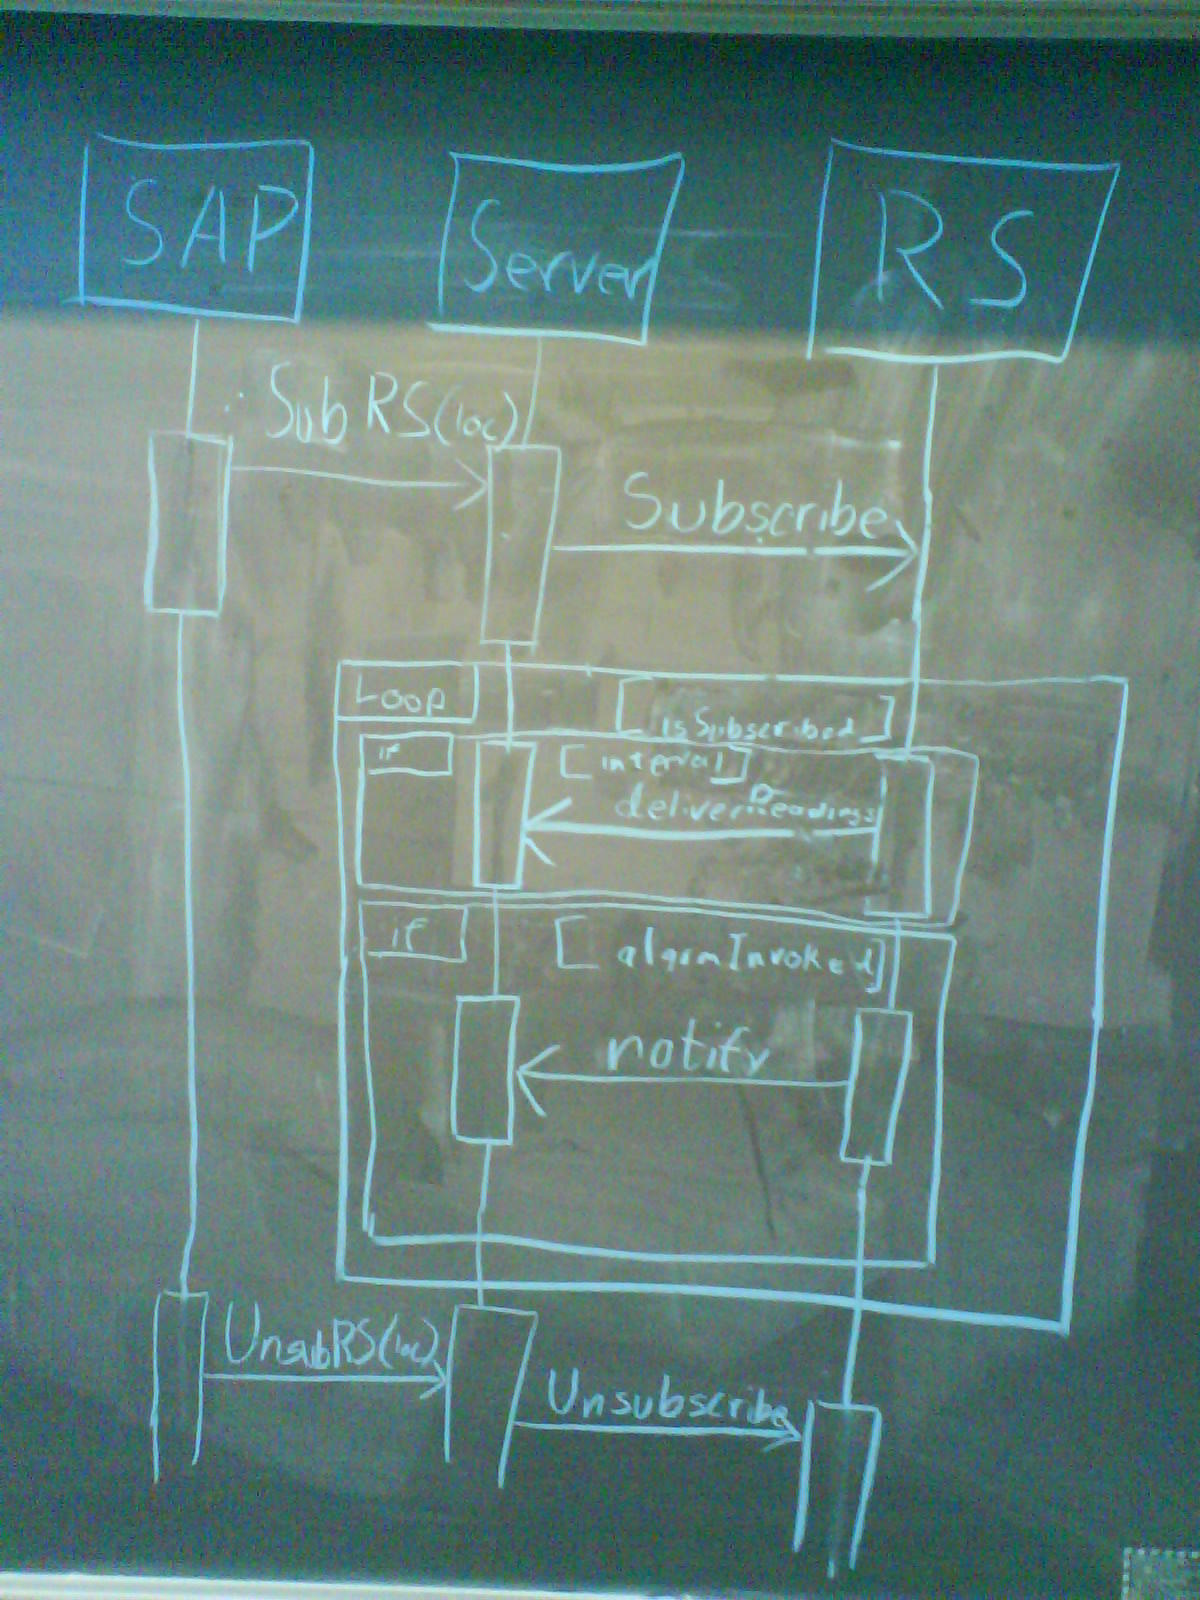 SAP
Server
RS
SubRS(loc)
Subscribe
Loop
[isSubscribed]
if
[interval]
deliverReadings
if
[alarmInvoked]
notify
UnsubRS(loc)
Unsubscribe